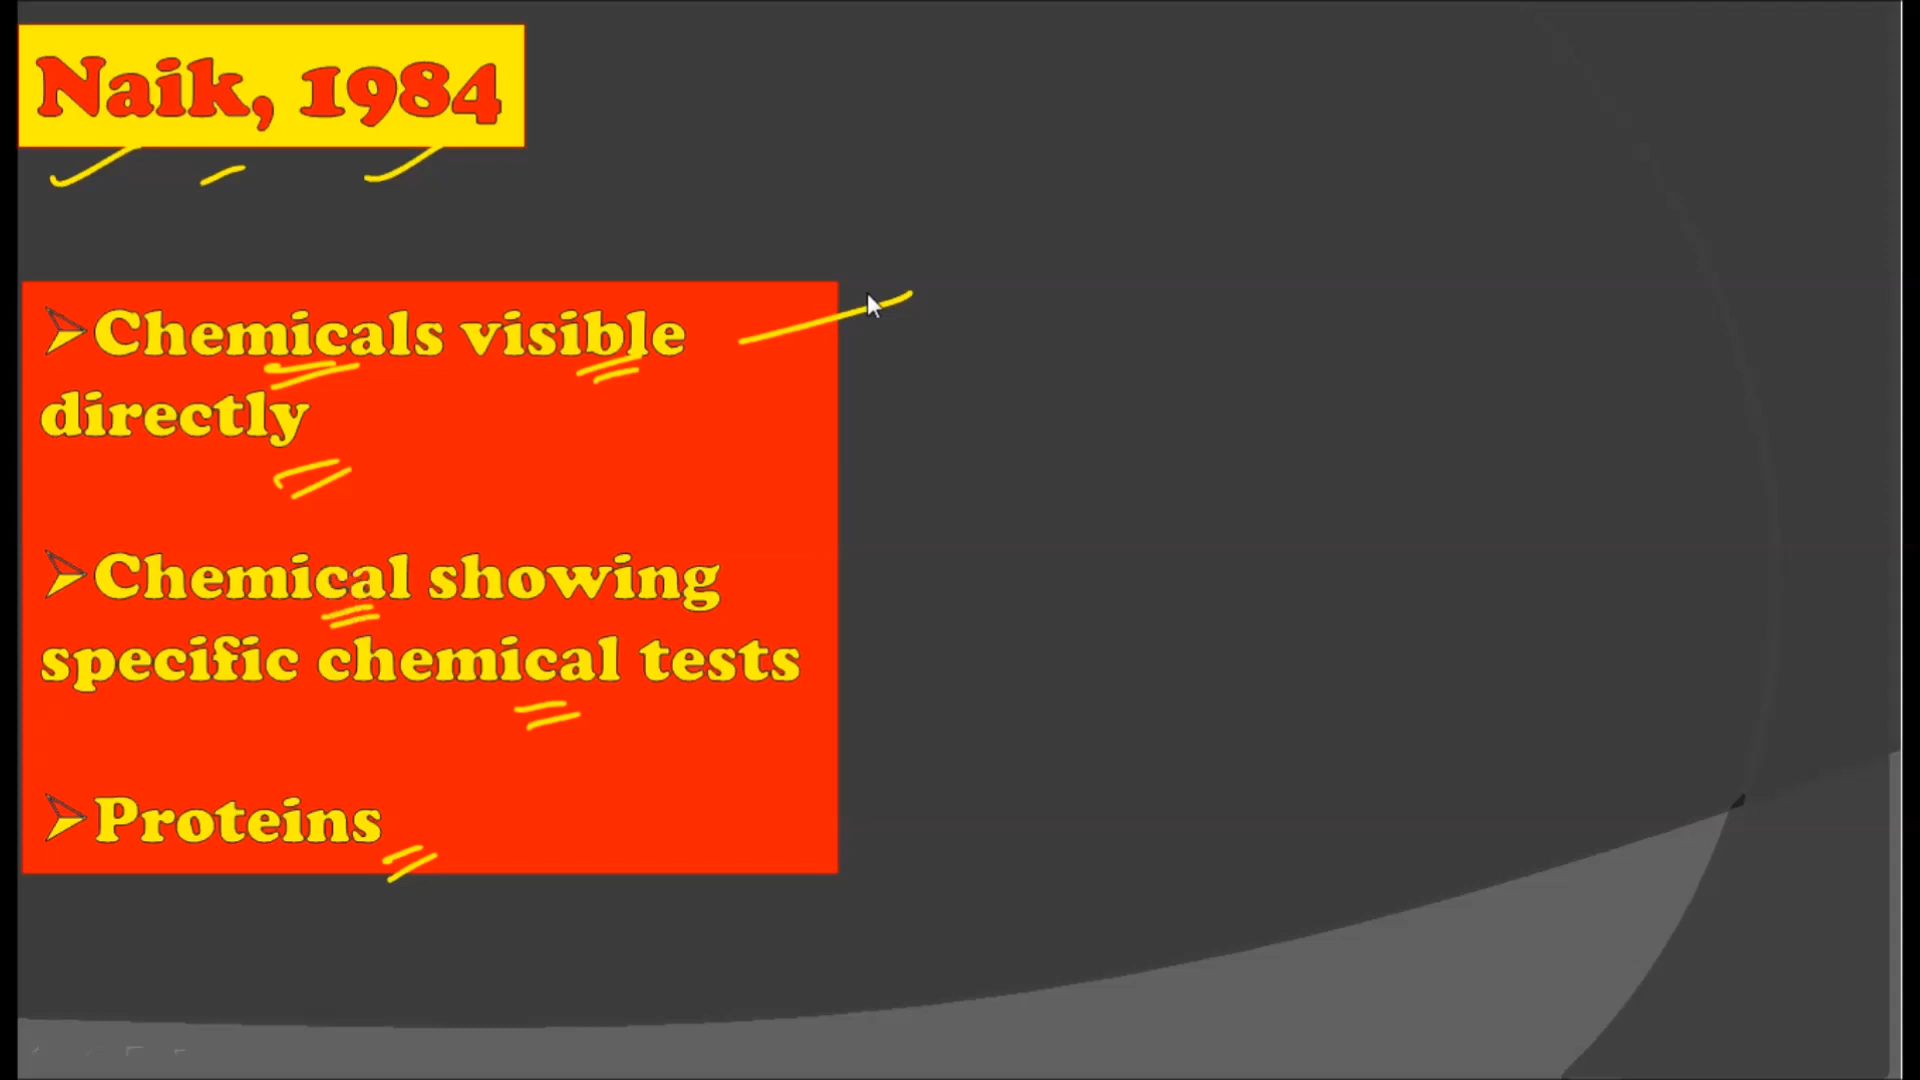 Naik, 1984
➢Chemicals visible
directly
➢Chemical showing
specific chemical tests
➢Proteins